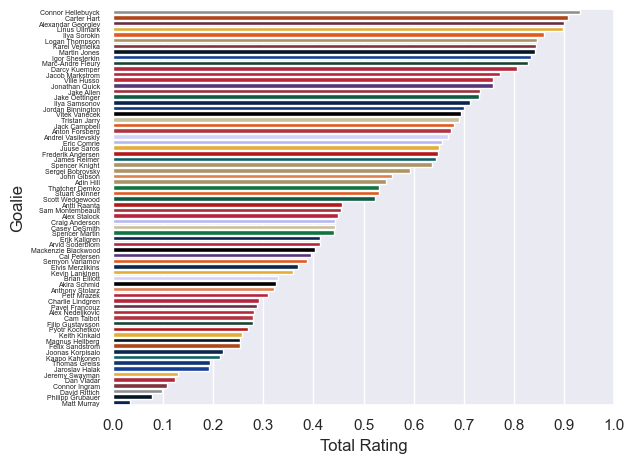 Connor Hellebuyck
Carter Hart
Alexandar Georgiev
Linus Ullmark
Ilya Sorokin
Logan Thompson
Karel Vejmelka
Martin Jones
Igor Shesterkin
Marc-Andre Fleury
Darcy Kuemper
Jacob Markstrom
Ville Husso
Jonathan Quick
Jake Allen
Jake Oettinger
Ilya Samsonov
Jordan Binnington
Vitek Vanecek
Tristan Jarry
Jack Campbell
Anton Forsberg
Andrei Vasilevskiy
Eric Comrie
Juuse Saros
Frederik Andersen
James Reimer
Spencer Knight
Sergei Bobrovsky
John Gibson
Adin Hill
Thatcher Demko
Stuart Skinner
Scott Wedgewood
Antti Raanta
Sam Montembeault
Alex Stalock
Craig Anderson
Casey DeSmith
Spencer Martin
Erik Kallgren
Arvid Soderblom
Mackenzie Blackwood
Cal Petersen
Semyon Varlamov
Elvis Merzlikins
Kevin Lankinen
Brian Elliott
Akira Schmid
Anthony Stolarz
Petr Mrazek
Charlie Lindgren
Pavel Francouz
Alex Nedeljkovic
Cam Talbot
Filip Gustavsson
Pyotr Kochetkov
Keith Kinkaid
Magnus Hellberg
Felix Sandstrom
Joonas Korpisalo
Kaapo Kahkonen
Thomas Greiss
Jaroslav Halak
Jeremy Swayman
Dan Vladar
Connor Ingram
David Rittich
Philipp Grubauer
Matt Murray
Goalie
0.0 0.1 0.2 0.3 0.4 0.5 0.6 0.7 0.8 0.9 1.0
Total Rating